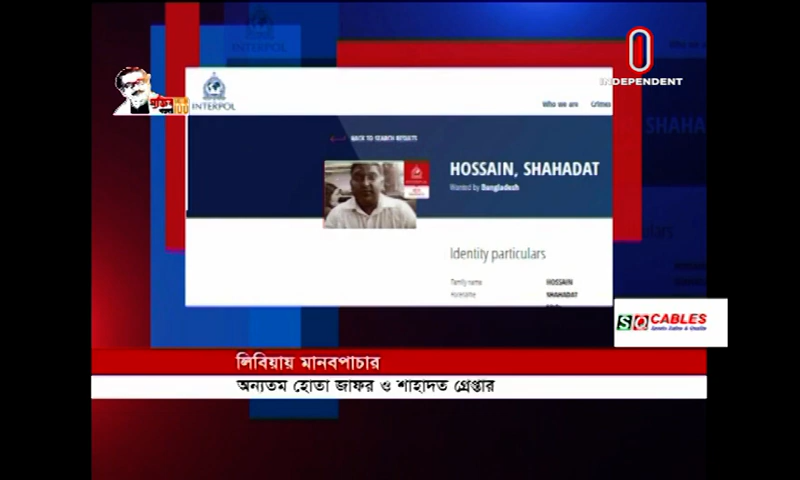 INTERPOL
INDEPENDENT
মুজিব
100
INTERPOL
Who we are Crimes
BACK TO SEARCH RESULTS
HOSSAIN, SHAHADAT
Wanted by Bangladesh
Identity particulars
Family name HOSSAIN
Forename SHAHADAT
SQ CABLES
লিবিয়ায় মানবপাচার
অন্যতম হোতা জাফর ও শাহাদত গ্রেপ্তার